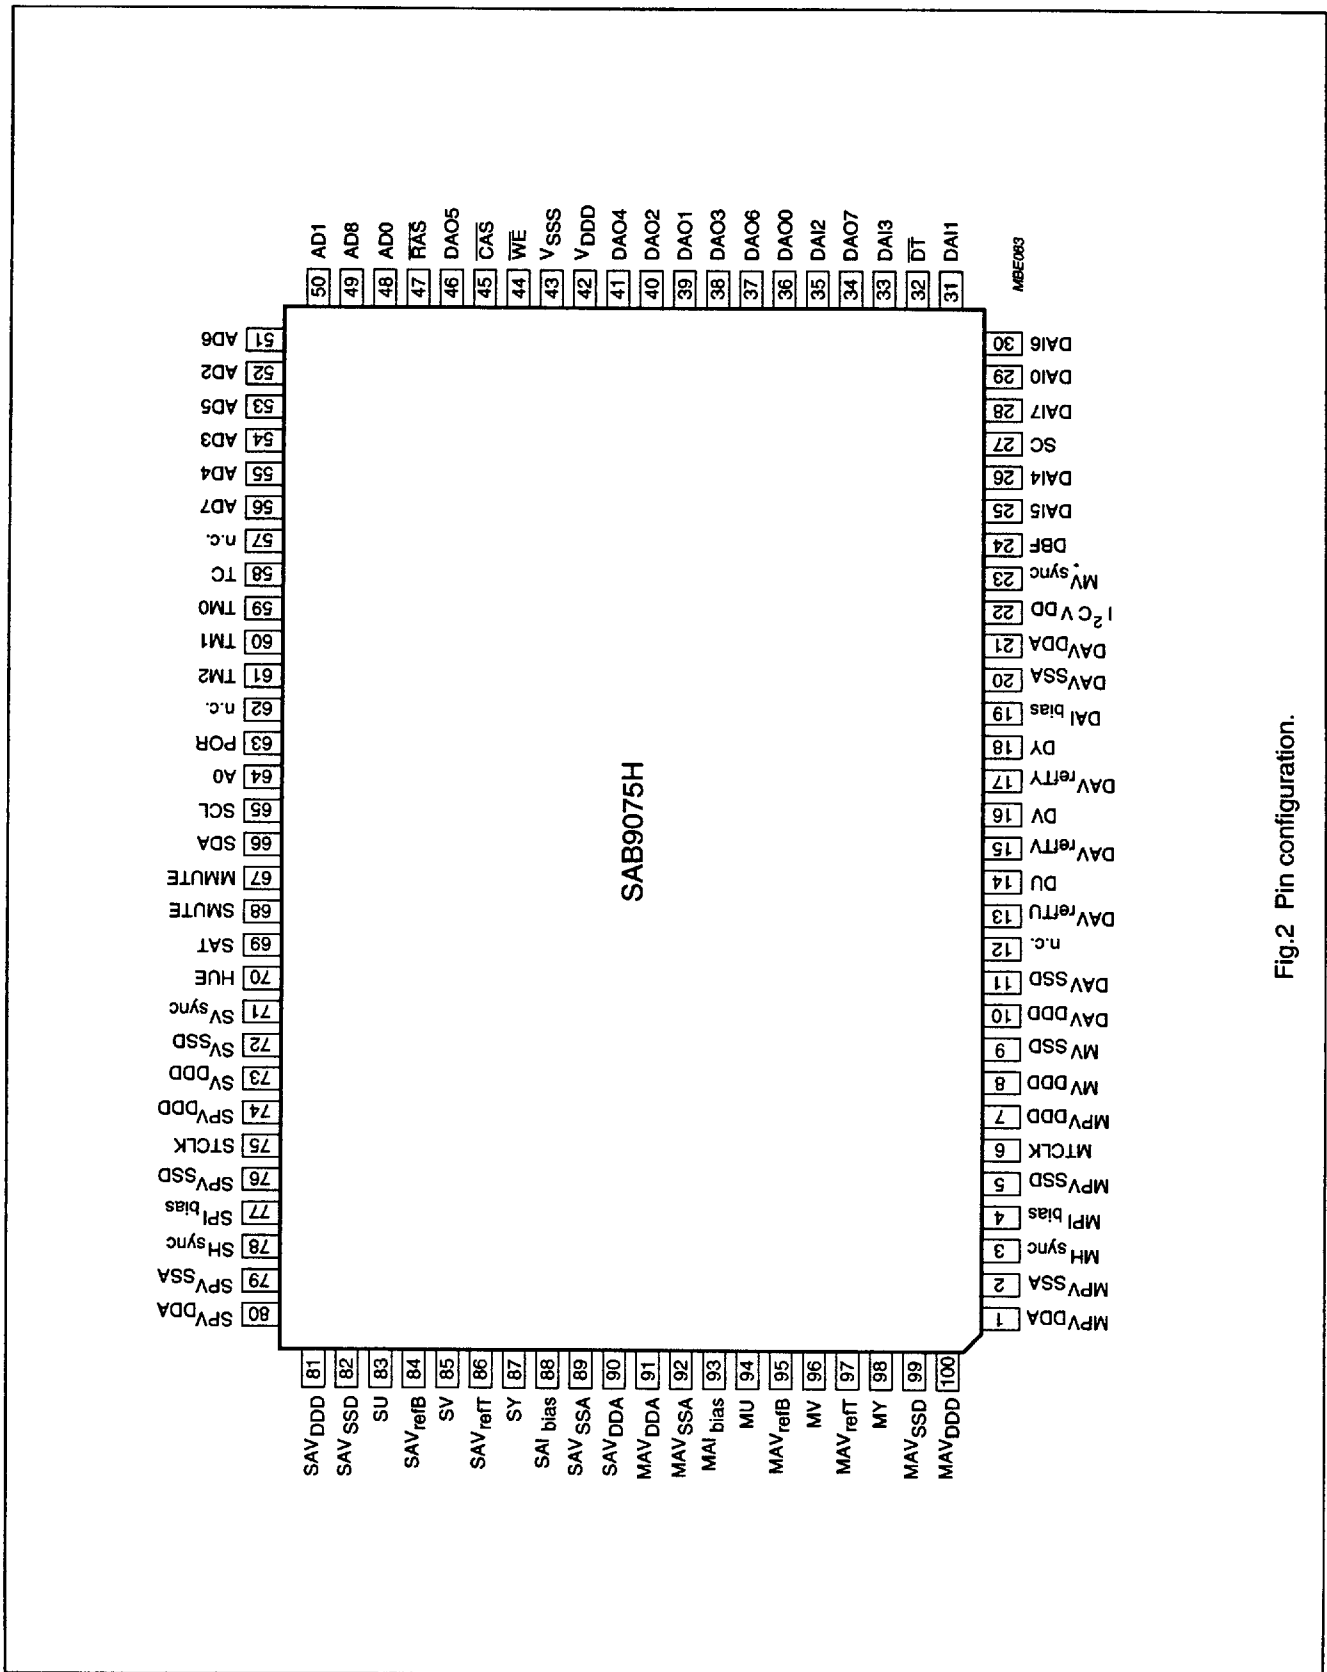 50 AD1
49 AD8
48 AD0
47 RAS
46 DAO5
45 CAS
44 WE
43 VSSS
42 VDDD
41 DAO4
40 DAO2
39 DAO1
38 DAO3
37 DAO6
36 DAO0
35 DAI2
34 DAO7
33 DAI3
32 DT
31 DAI1
MBE063
AD6 51
AD2 52
AD5 53
AD3 54
AD4 55
AD7 56
n.c. 57
TC 58
TM0 59
TM1 60
TM2 61
n.c. 62
POR 63
A0 64
SCL 65
SDA 66
MMUTE 67
SMUTE 68
SAT 69
HUE 70
SVsync 71
SVSSD 72
SVDDD 73
SPVDDD 74
STCLK 75
SPVSSD 76
SPIbias 77
SHsync 78
SPVSSA 79
SPVDDA 80
SAB9075H
30 DAI6
29 DAI0
28 DAI7
27 SC
26 DAI4
25 DAI5
24 DBF
23 MVsync
22 I²CVDD
21 DAVDDA
20 DAVSSA
19 DAIbias
18 DY
17 DAVrefTY
16 DV
15 DAVrefTV
14 DU
13 DAVrefTU
12 n.c.
11 DAVSSD
10 DAVDDD
9 MVSSD
8 MVDDD
7 MPVDDD
6 MTCLK
5 MPVSSD
4 MPIbias
3 MHsync
2 MPVSSA
1 MPVDDA
SAVDDD 81
SAVSSD 82
SU 83
SAVrefB 84
SV 85
SAVrefT 86
SY 87
SAIbias 88
SAVSSA 89
SAVDDA 90
MAVDDA 91
MAVSSA 92
MAIbias 93
MU 94
MAVrefB 95
MV 96
MAVrefT 97
MY 98
MAVSSD 99
MAVDDD 100
Fig.2 Pin configuration.